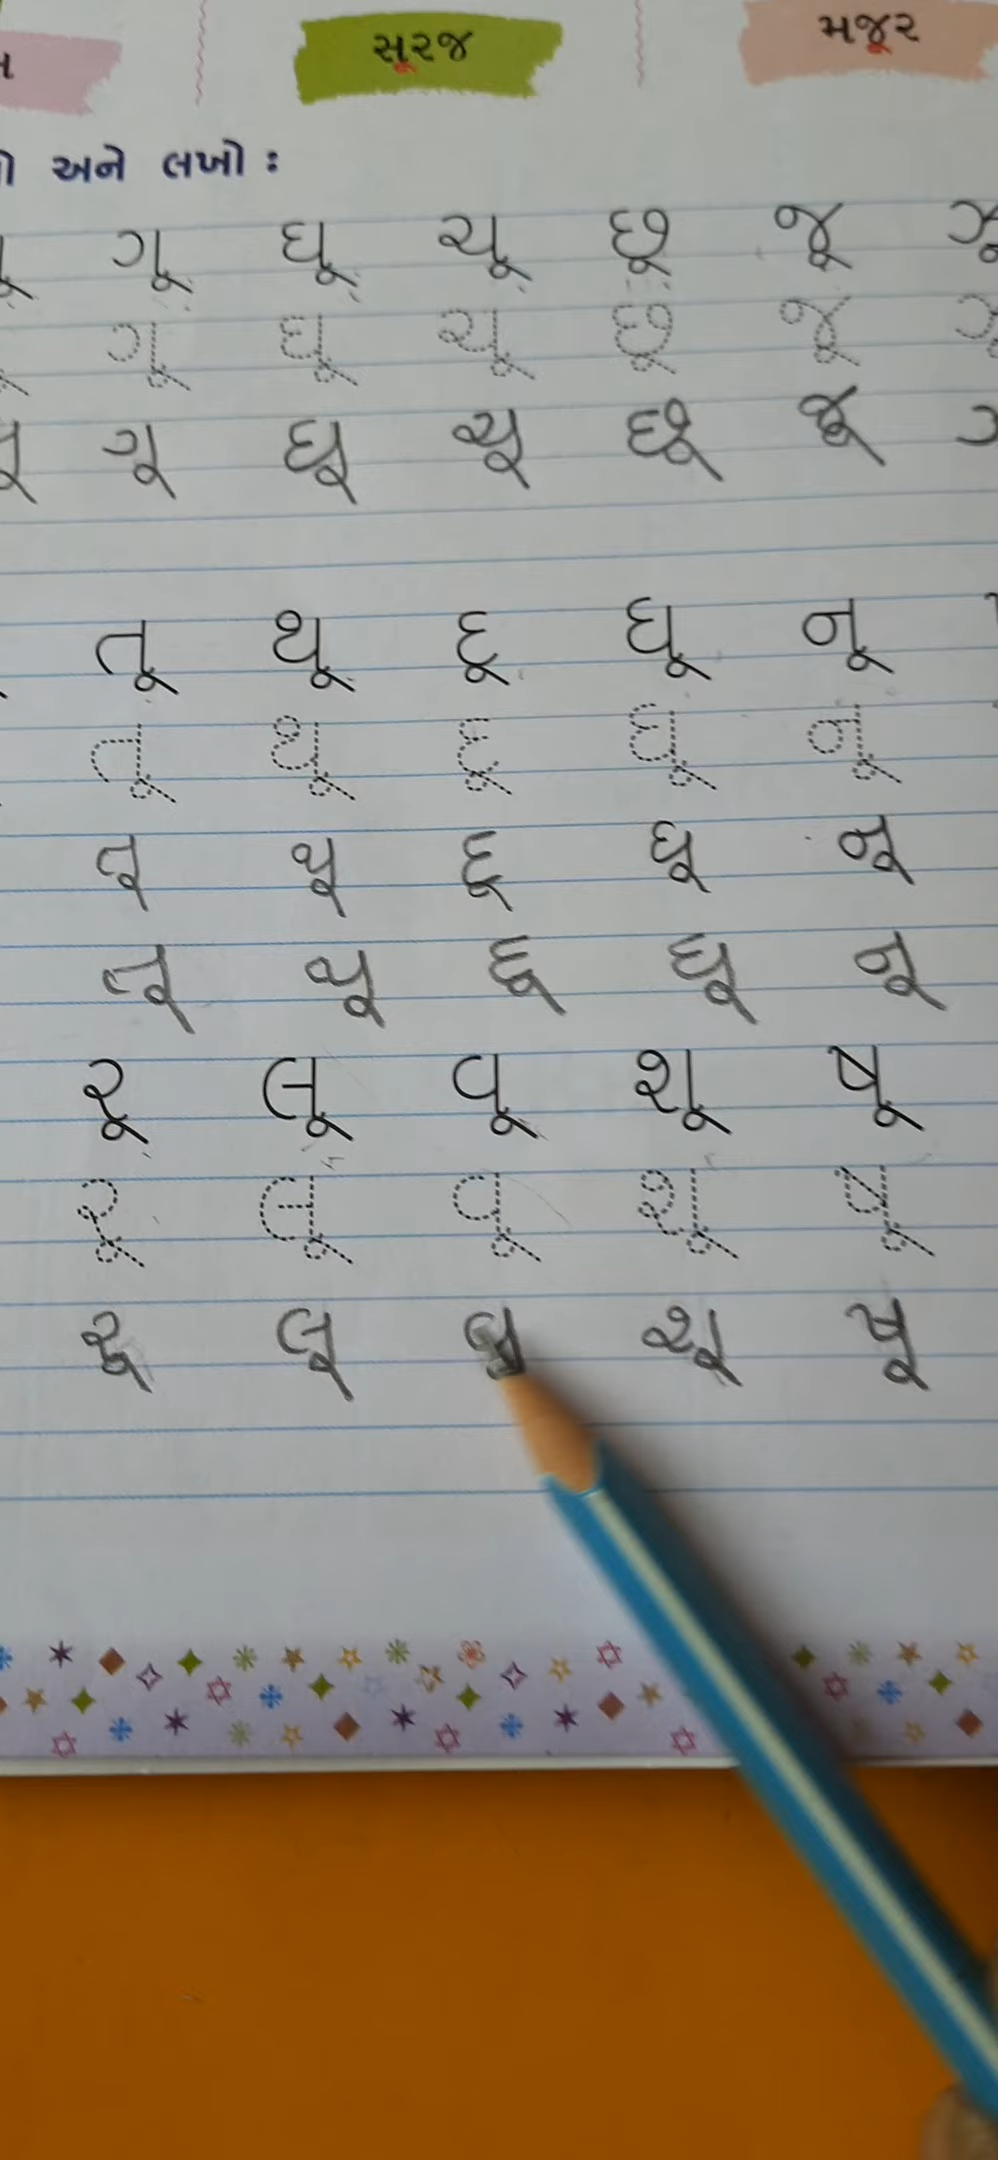 સૂરજ મજૂર
અને લખો :
ગૂ ઘૂ ચૂ છૂ જૂ ઝૂ
ગૂ ઘૂ ચૂ છૂ જૂ ઝૂ
ગૂ ઘૂ ચૂ છૂ જૂ
તૂ થૂ દૂ ધૂ નૂ
તૂ થૂ દૂ ધૂ નૂ
તૂ થૂ દૂ ધૂ નૂ
તૂ થૂ દૂ ધૂ નૂ
રૂ લૂ વૂ શૂ ષૂ
રૂ લૂ વૂ શૂ ષૂ
રૂ લૂ વૂ શૂ ષૂ